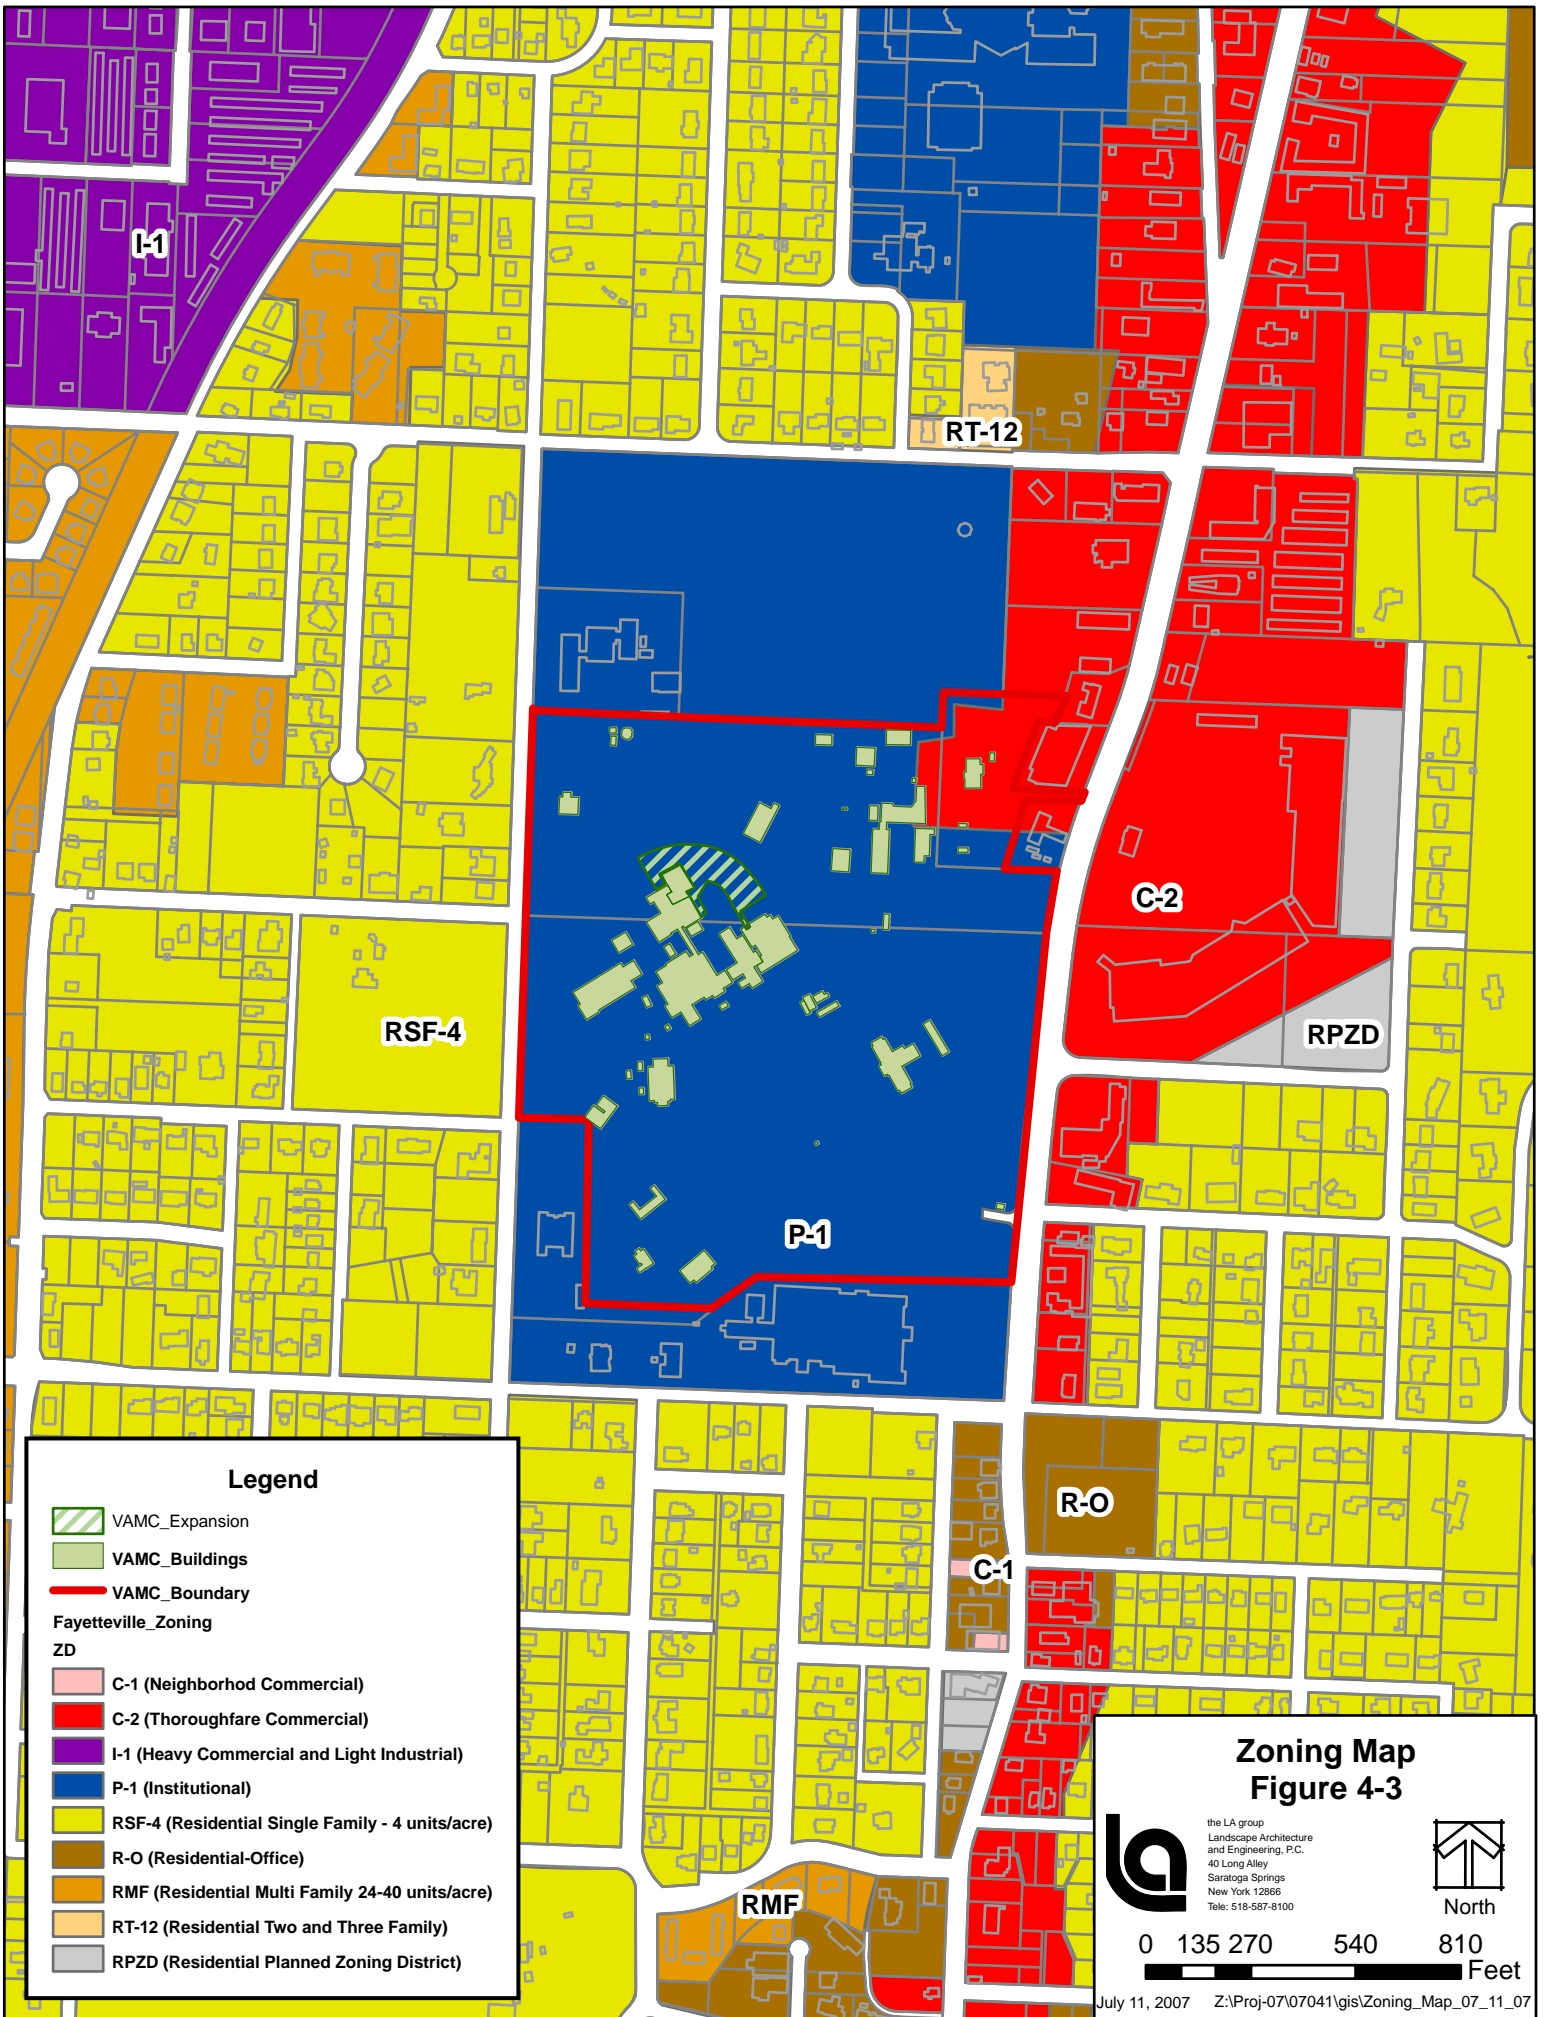 I-1
RT-12
C-2
RSF-4
RPZD
P-1
R-O
C-1
RMF
Legend
VAMC_Expansion
VAMC_Buildings
VAMC_Boundary
Fayetteville_Zoning
ZD
C-1 (Neighborhod Commercial)
C-2 (Thoroughfare Commercial)
I-1 (Heavy Commercial and Light Industrial)
P-1 (Institutional)
RSF-4 (Residential Single Family - 4 units/acre)
R-O (Residential-Office)
RMF (Residential Multi Family 24-40 units/acre)
RT-12 (Residential Two and Three Family)
RPZD (Residential Planned Zoning District)
Zoning Map
Figure 4-3
la
the LA group
Landscape Architecture
and Engineering, P.C.
40 Long Alley
Saratoga Springs
New York 12866
Tele: 518-587-8100
North
0 135 270 540 810
Feet
July 11, 2007 Z:\Proj-07\07041\gis\Zoning_Map_07_11_07